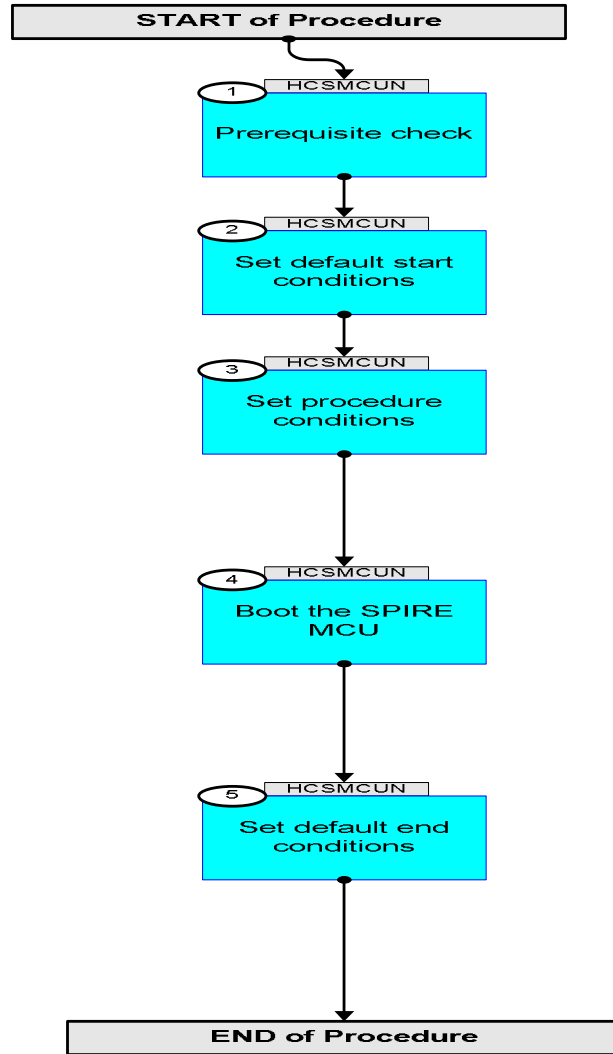 START of Procedure
HCSMCUN
1
Prerequisite check
HCSMCUN
2
Set default start
conditions
HCSMCUN
3
Set procedure
conditions
HCSMCUN
4
Boot the SPIRE
MCU
HCSMCUN
5
Set default end
conditions
END of Procedure